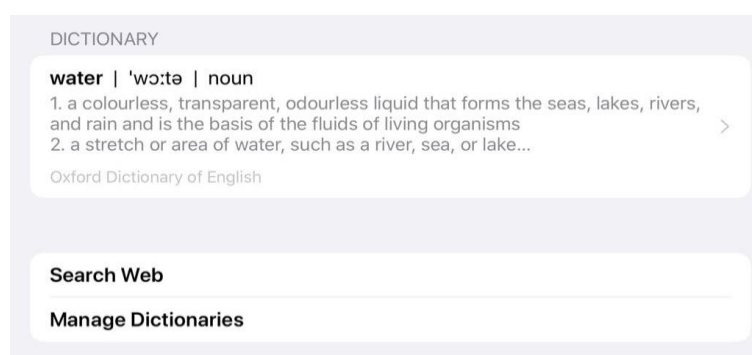 DICTIONARY
water | 'wɔːtə | noun
1. a colourless, transparent, odourless liquid that forms the seas, lakes, rivers,
and rain and is the basis of the fluids of living organisms
2. a stretch or area of water, such as a river, sea, or lake...
Oxford Dictionary of English
Search Web
Manage Dictionaries